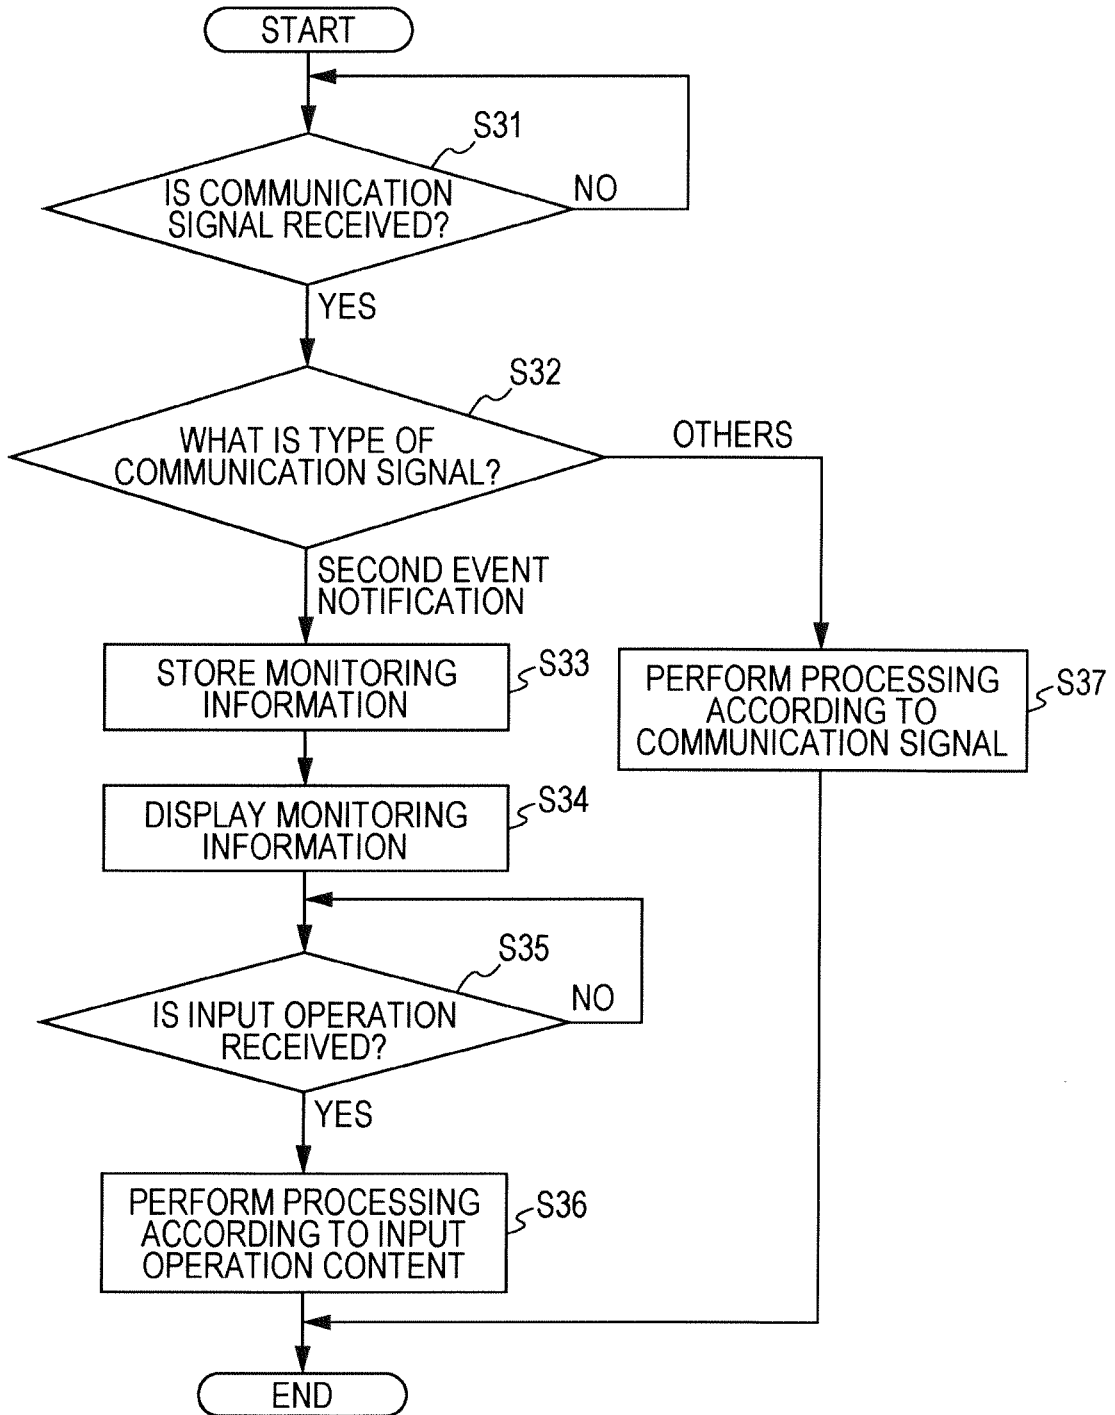 START
S31
IS COMMUNICATION
SIGNAL RECEIVED?
NO
YES
S32
WHAT IS TYPE OF
COMMUNICATION SIGNAL?
OTHERS
SECOND EVENT
NOTIFICATION
STORE MONITORING
INFORMATION
S33
PERFORM PROCESSING
ACCORDING TO
COMMUNICATION SIGNAL
S37
DISPLAY MONITORING
INFORMATION
S34
S35
IS INPUT OPERATION
RECEIVED?
NO
YES
PERFORM PROCESSING
ACCORDING TO INPUT
OPERATION CONTENT
S36
END